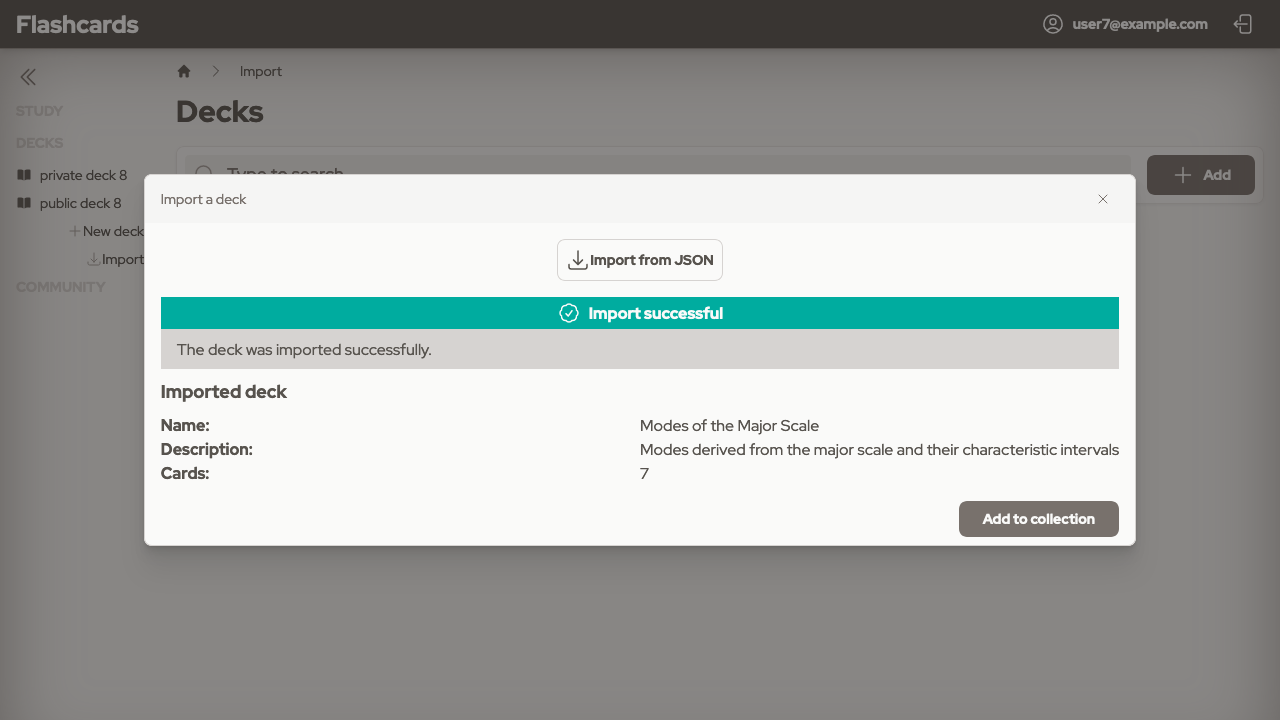 Flashcards
user7@example.com
Import
STUDY
Decks
DECKS
private deck 8
Type to search
Add
public deck 8
New deck
Import
COMMUNITY
Import a deck
Import from JSON
Import successful
The deck was imported successfully.
Imported deck
Name: Modes of the Major Scale
Description: Modes derived from the major scale and their characteristic intervals
Cards: 7
Add to collection